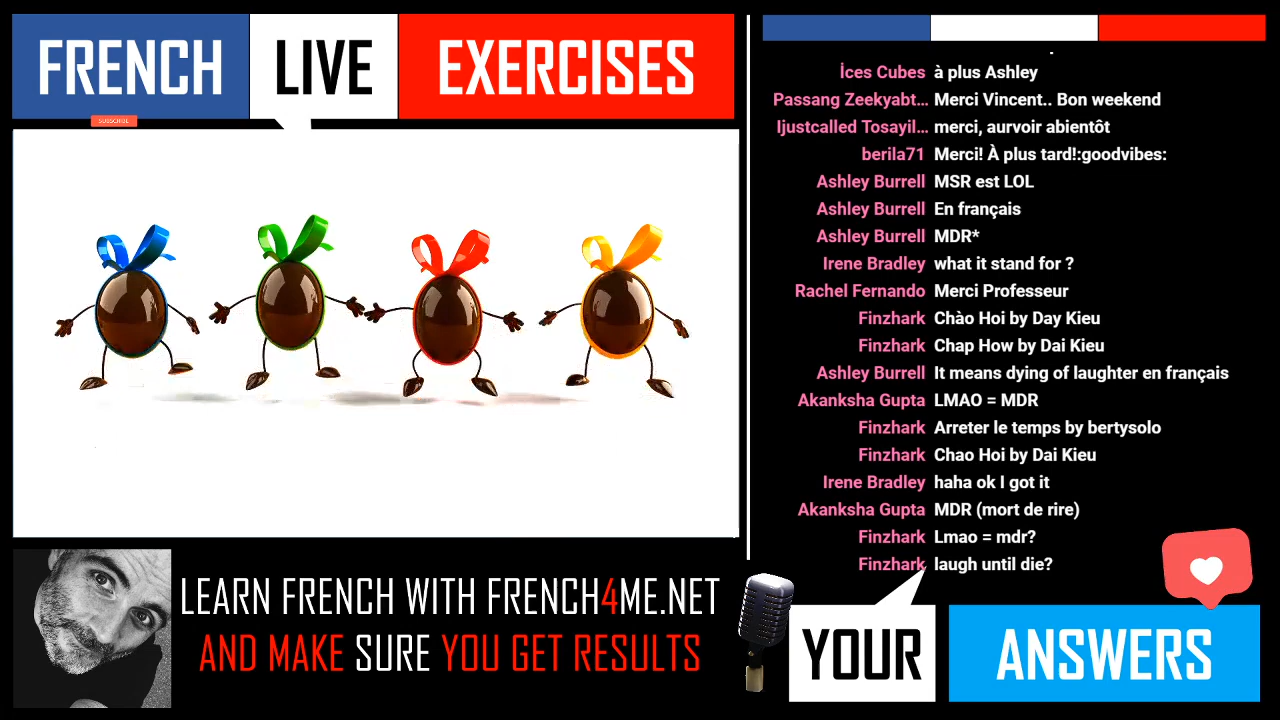 FRENCH LIVE EXERCISES
SUBSCRIBE
İces Cubes à plus Ashley
Passang Zeekyabt... Merci Vincent.. Bon weekend
Ijustcalled Tosayil... merci, aurvoir abientôt
berila71 Merci! À plus tard!:goodvibes:
Ashley Burrell MSR est LOL
Ashley Burrell En français
Ashley Burrell MDR*
Irene Bradley what it stand for ?
Rachel Fernando Merci Professeur
Finzhark Chào Hoi by Day Kieu
Finzhark Chap How by Dai Kieu
Ashley Burrell It means dying of laughter en français
Akanksha Gupta LMAO = MDR
Finzhark Arreter le temps by bertysolo
Finzhark Chao Hoi by Dai Kieu
Irene Bradley haha ok I got it
Akanksha Gupta MDR (mort de rire)
Finzhark Lmao = mdr?
Finzhark laugh until die?
LEARN FRENCH WITH FRENCH4ME.NET
AND MAKE SURE YOU GET RESULTS
YOUR ANSWERS